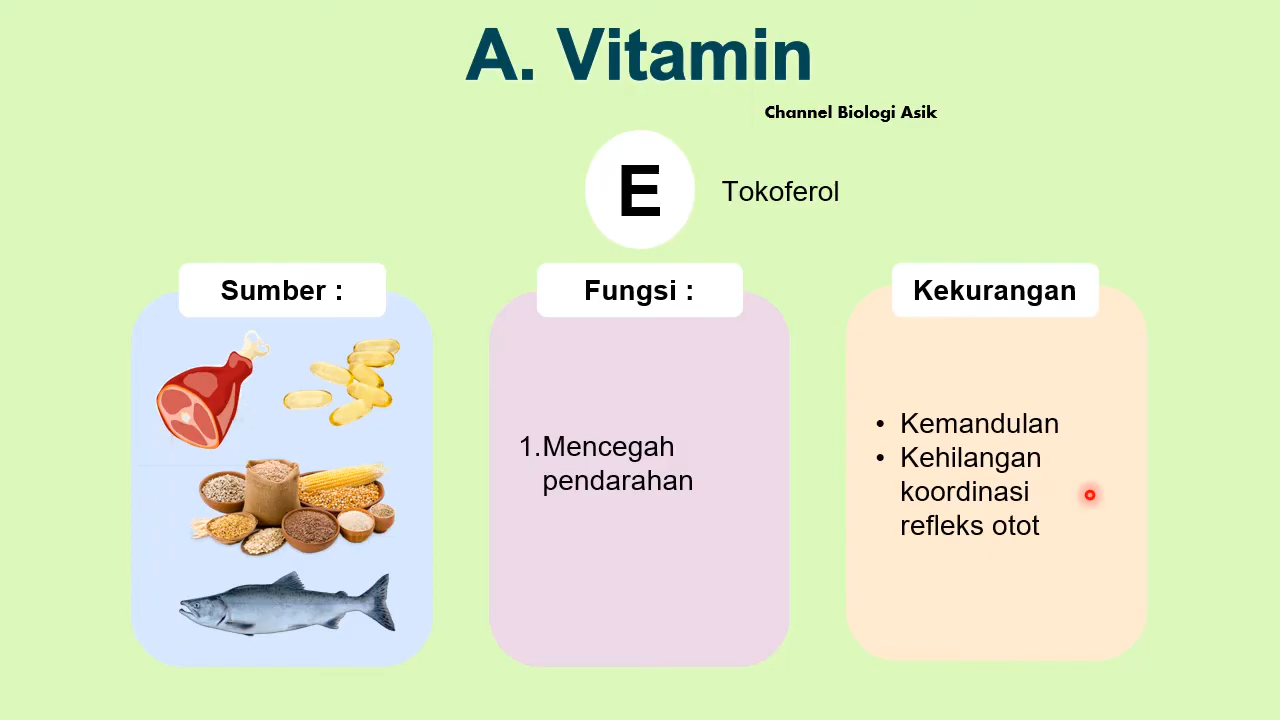 A. Vitamin
Channel Biologi Asik
E
Tokoferol
Sumber :
Fungsi :
1.Mencegah
pendarahan
Kekurangan
• Kemandulan
• Kehilangan
koordinasi
refleks otot